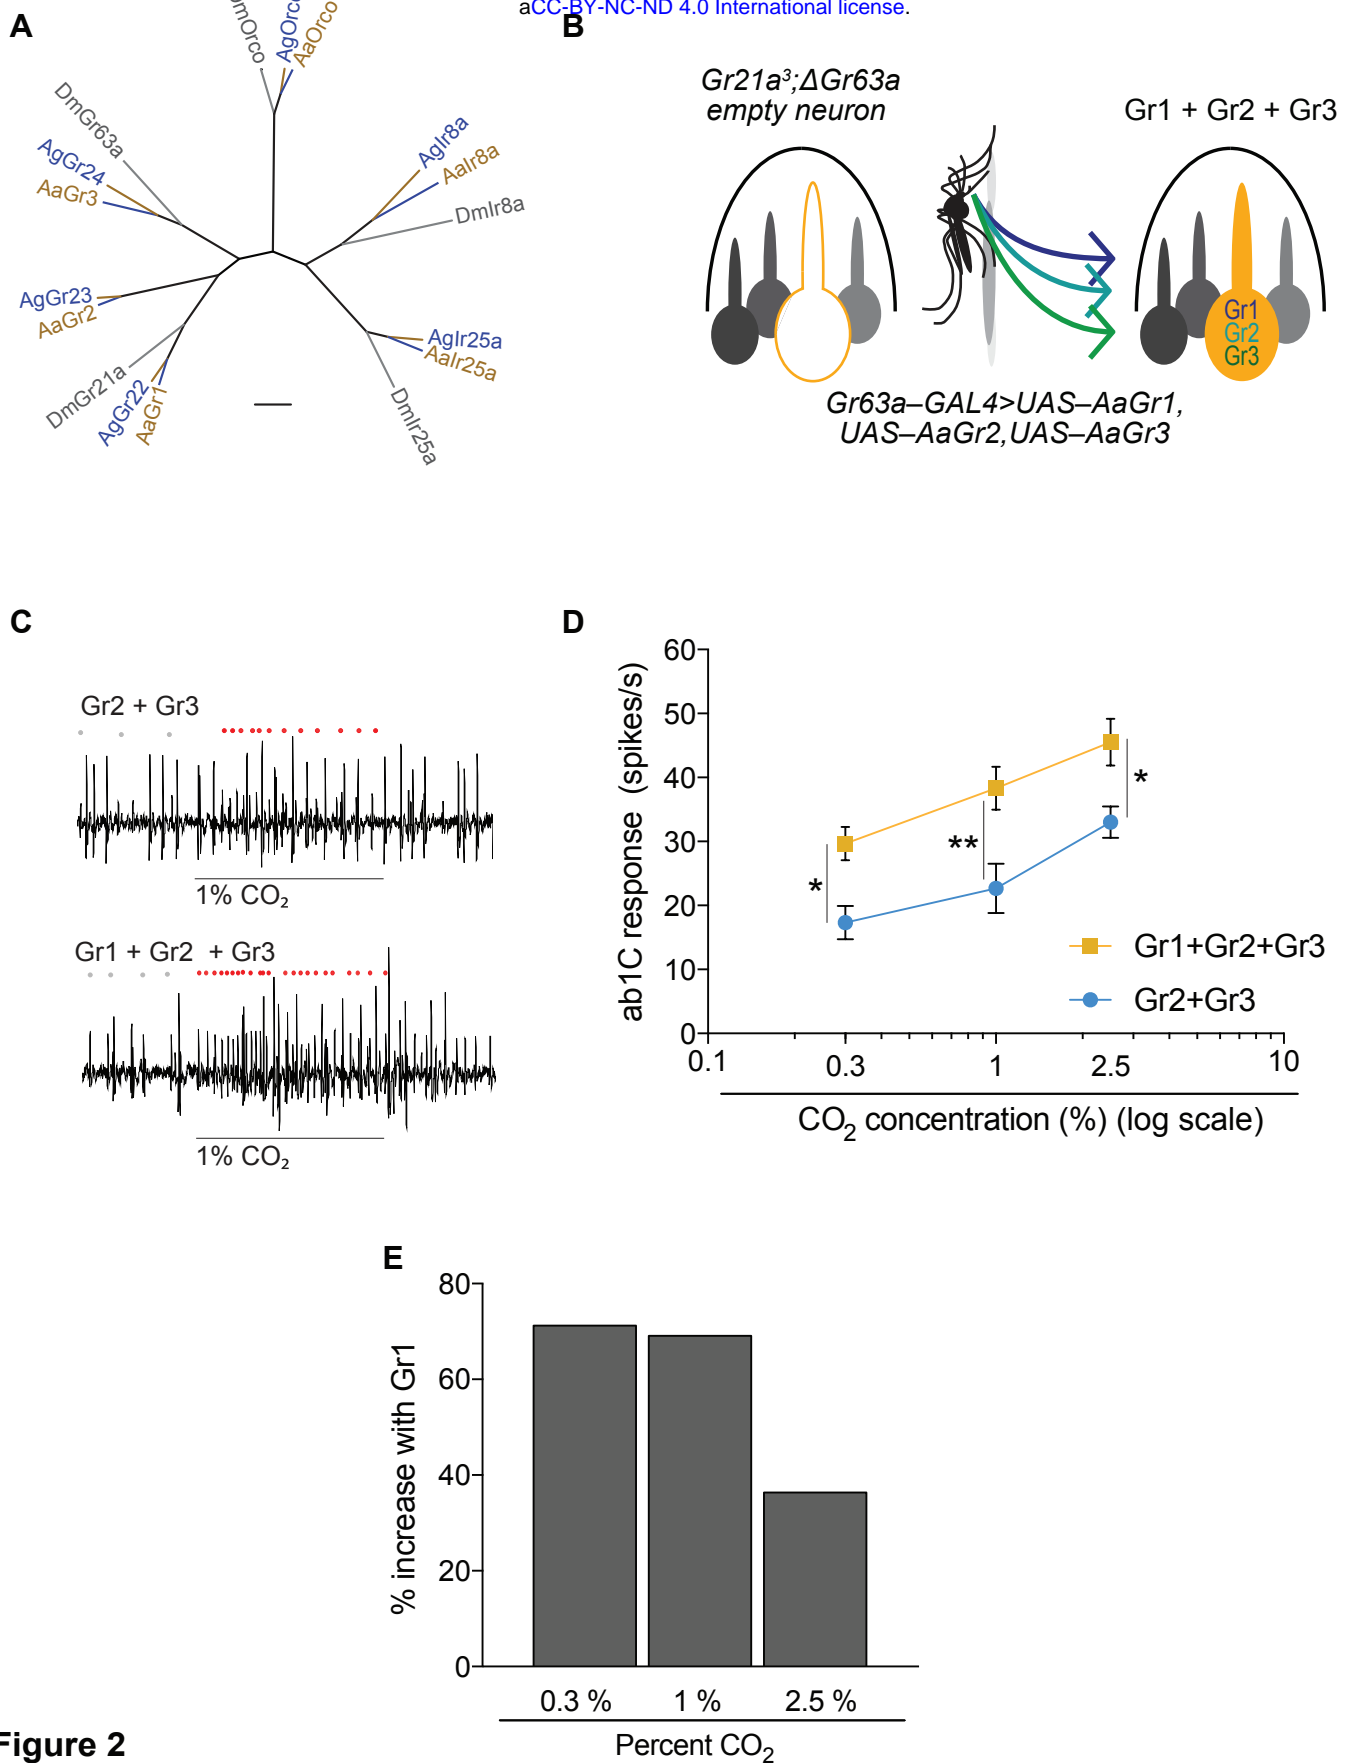 aCC-BY-NC-ND 4.0 International license.
A
mOrco
AgOrco
AaOrco
DmGr63a
AgGr24
AaGr3
AgIr8a
AaIr8a
DmIr8a
AgGr23
AaGr2
DmGr21a
AgGr22
AaGr1
AgIr25a
AaIr25a
DmIr25a
B
Gr21a³;ΔGr63a
empty neuron
Gr1 + Gr2 + Gr3
Gr1
Gr2
Gr3
Gr63a–GAL4>UAS–AaGr1,
UAS–AaGr2,UAS–AaGr3
C
Gr2 + Gr3
1% CO₂
Gr1 + Gr2 + Gr3
1% CO₂
D
ab1C response (spikes/s)
60
50
40
30
20
10
0
*
**
*
Gr1+Gr2+Gr3
Gr2+Gr3
0.1 0.3 1 2.5 10
CO₂ concentration (%) (log scale)
E
% increase with Gr1
80
60
40
20
0
0.3 % 1 % 2.5 %
Percent CO₂
Figure 2